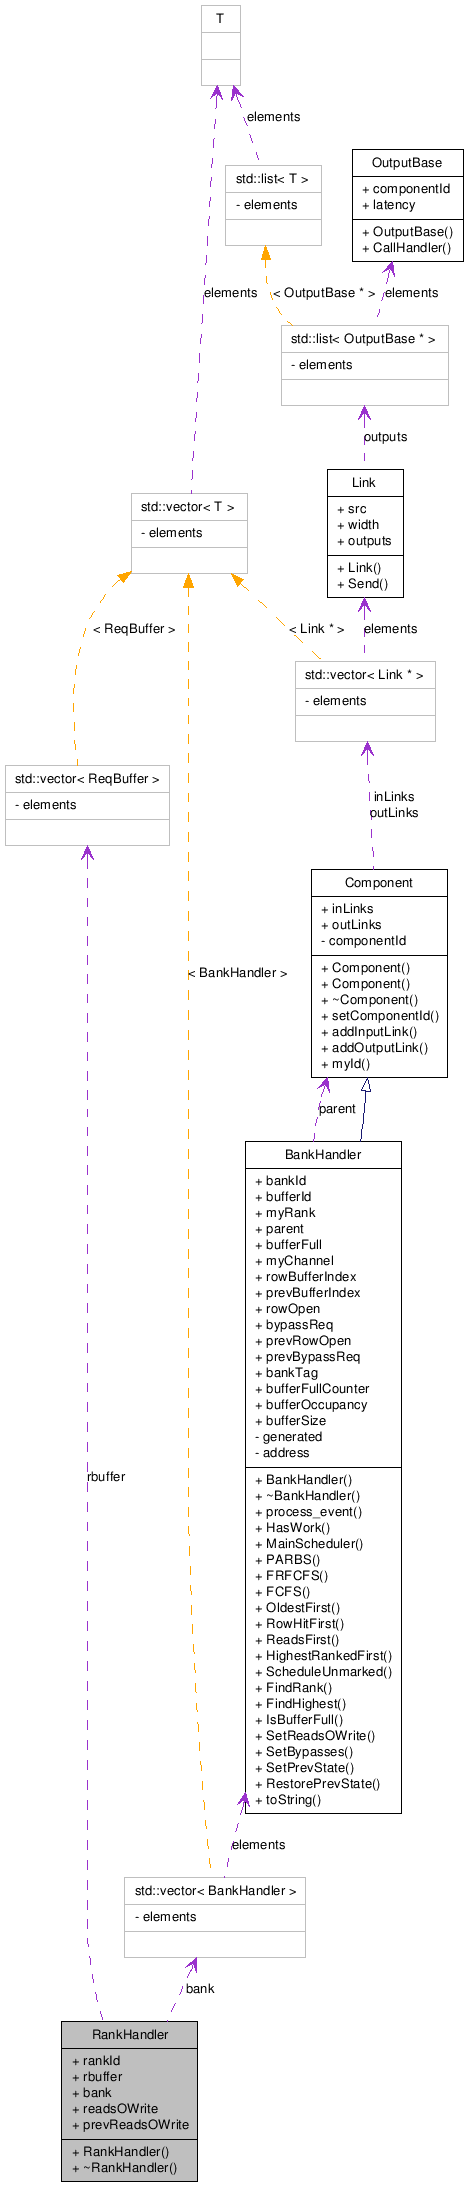 T
elements
std::list< T >
- elements
OutputBase
+ componentId
+ latency
+ OutputBase()
+ CallHandler()
elements
< OutputBase * >
elements
std::list< OutputBase * >
- elements
outputs
Link
+ src
+ width
+ outputs
+ Link()
+ Send()
std::vector< T >
- elements
< ReqBuffer >
< Link * >
elements
std::vector< Link * >
- elements
std::vector< ReqBuffer >
- elements
inLinks
outLinks
Component
+ inLinks
+ outLinks
- componentId
+ Component()
+ Component()
+ ~Component()
+ setComponentId()
+ addInputLink()
+ addOutputLink()
+ myId()
< BankHandler >
parent
BankHandler
+ bankId
+ bufferId
+ myRank
+ parent
+ bufferFull
+ myChannel
+ rowBufferIndex
+ prevBufferIndex
+ rowOpen
+ bypassReq
+ prevRowOpen
+ prevBypassReq
+ bankTag
+ bufferFullCounter
+ bufferOccupancy
+ bufferSize
- generated
- address
+ BankHandler()
+ ~BankHandler()
+ process_event()
+ HasWork()
+ MainScheduler()
+ PARBS()
+ FRFCFS()
+ FCFS()
+ OldestFirst()
+ RowHitFirst()
+ ReadsFirst()
+ HighestRankedFirst()
+ ScheduleUnmarked()
+ FindRank()
+ FindHighest()
+ IsBufferFull()
+ SetReadsOWrite()
+ SetBypasses()
+ SetPrevState()
+ RestorePrevState()
+ toString()
rbuffer
elements
std::vector< BankHandler >
- elements
bank
RankHandler
+ rankId
+ rbuffer
+ bank
+ readsOWrite
+ prevReadsOWrite
+ RankHandler()
+ ~RankHandler()